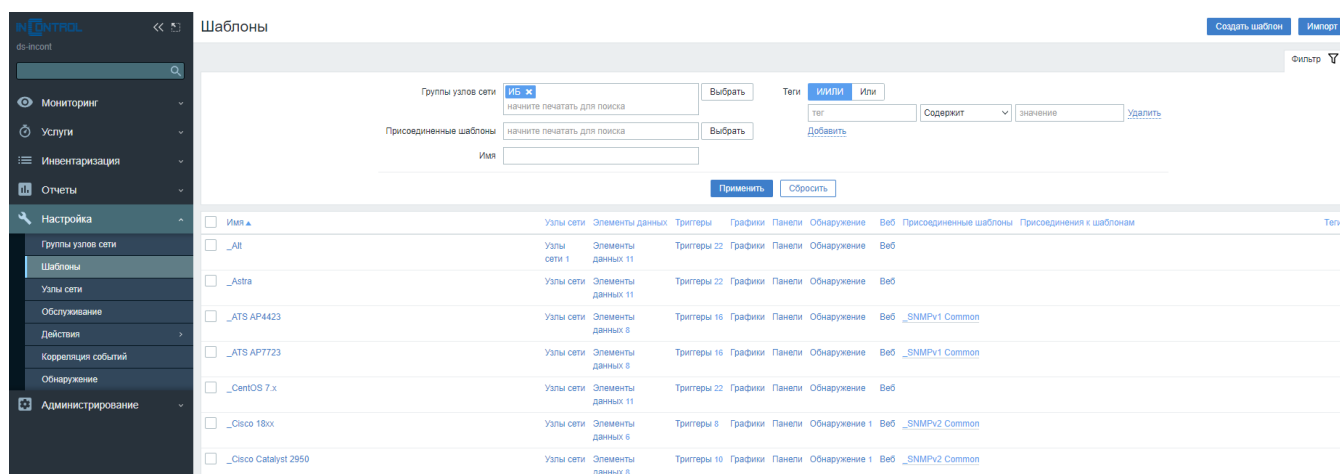 INCONTROL
ds-incont
Мониторинг
Услуги
Инвентаризация
Отчеты
Настройка
Группы узлов сети
Шаблоны
Узлы сети
Обслуживание
Действия
Корреляция событий
Обнаружение
Администрирование
Шаблоны
Создать шаблон Импорт
Фильтр
Группы узлов сети ИБ Выбрать Теги И/ИЛИ Или
начните печатать для поиска
тег Содержит значение Удалить
Присоединенные шаблоны начните печатать для поиска Выбрать Добавить
Имя
Применить Сбросить
Имя Узлы сети Элементы данных Триггеры Графики Панели Обнаружение Веб Присоединенные шаблоны Присоединения к шаблонам Теги
_Alt Узлы Элементы Триггеры 22 Графики Панели Обнаружение Веб
сети 1 данных 11
_Astra Узлы сети Элементы Триггеры 22 Графики Панели Обнаружение Веб
данных 11
_ATS AP4423 Узлы сети Элементы Триггеры 16 Графики Панели Обнаружение Веб _SNMPv1 Common
данных 8
_ATS AP7723 Узлы сети Элементы Триггеры 16 Графики Панели Обнаружение Веб _SNMPv1 Common
данных 8
_CentOS 7.x Узлы сети Элементы Триггеры 22 Графики Панели Обнаружение Веб
данных 11
_Cisco 18xx Узлы сети Элементы Триггеры 8 Графики Панели Обнаружение 1 Веб _SNMPv2 Common
данных 6
_Cisco Catalyst 2950 Узлы сети Элементы Триггеры 10 Графики Панели Обнаружение 1 Веб _SNMPv2 Common
данных 8